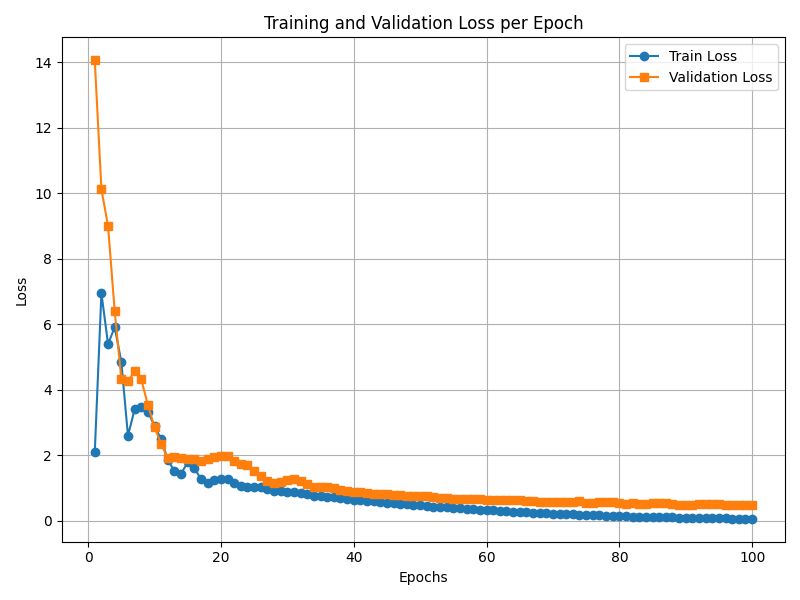 Training and Validation Loss per Epoch
Train Loss
Validation Loss
Loss
14
12
10
8
6
4
2
0
0 20 40 60 80 100
Epochs